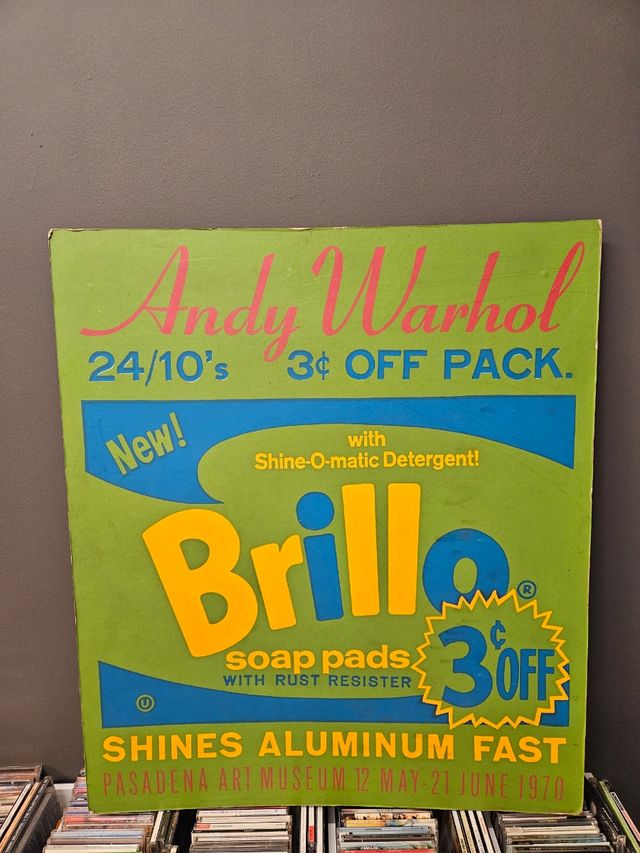 Andy Warhol
24/10's 3¢ OFF PACK.
New!
with
Shine-O-matic Detergent!
Brillo®
soap pads
WITH RUST RESISTER
3¢ OFF
U
SHINES ALUMINUM FAST
PASADENA ART MUSEUM 12 MAY-21 JUNE 1970